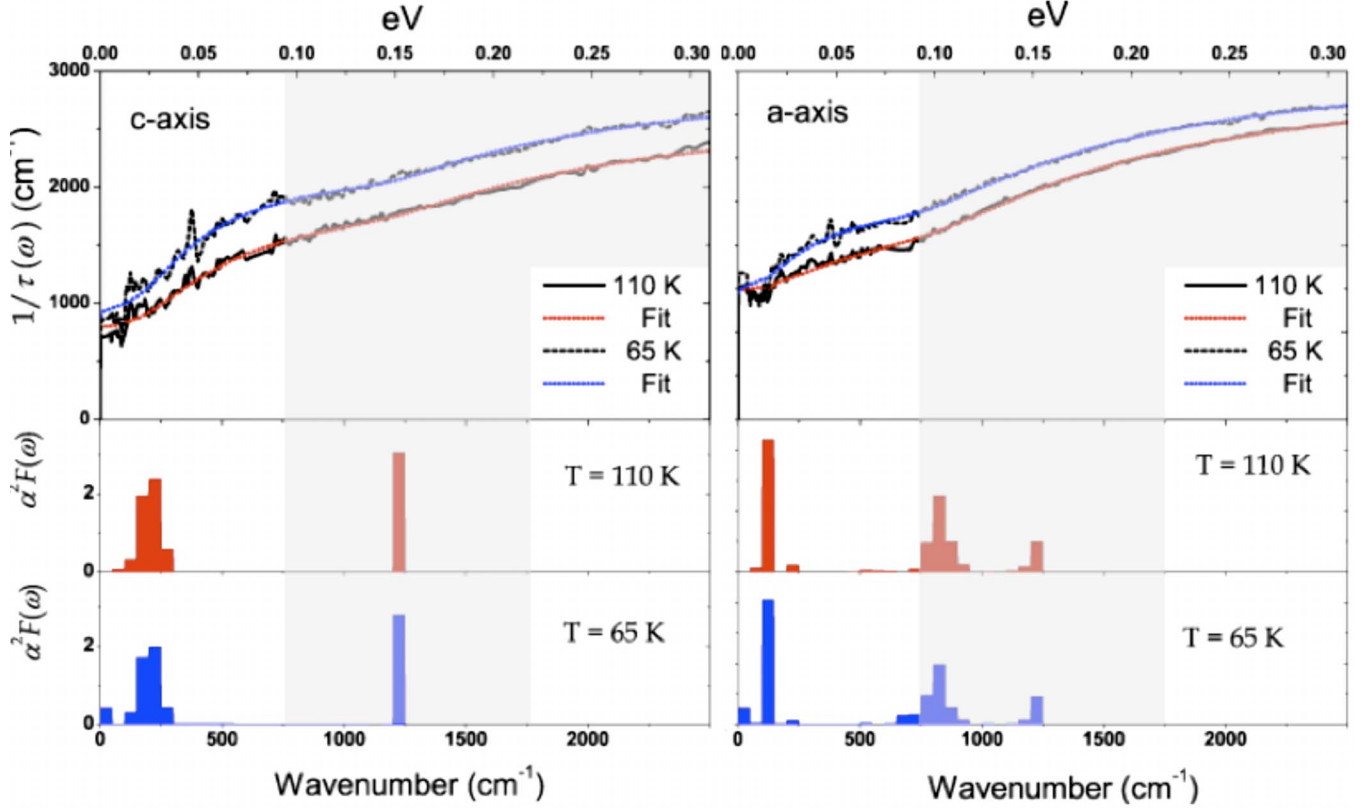 eV
eV
0.00 0.05 0.10 0.15 0.20 0.25 0.30
0.00 0.05 0.10 0.15 0.20 0.25 0.30
3000
2000
1000
0
1/τ(ω) (cm⁻
c-axis
110 K
Fit
65 K
Fit
a-axis
110 K
Fit
65 K
Fit
α²F(ω)
2
0
T = 110 K
T = 110 K
α²F(ω)
2
0
T = 65 K
T = 65 K
0 500 1000 1500 2000
0 500 1000 1500 2000
Wavenumber (cm⁻¹)
Wavenumber (cm⁻¹)